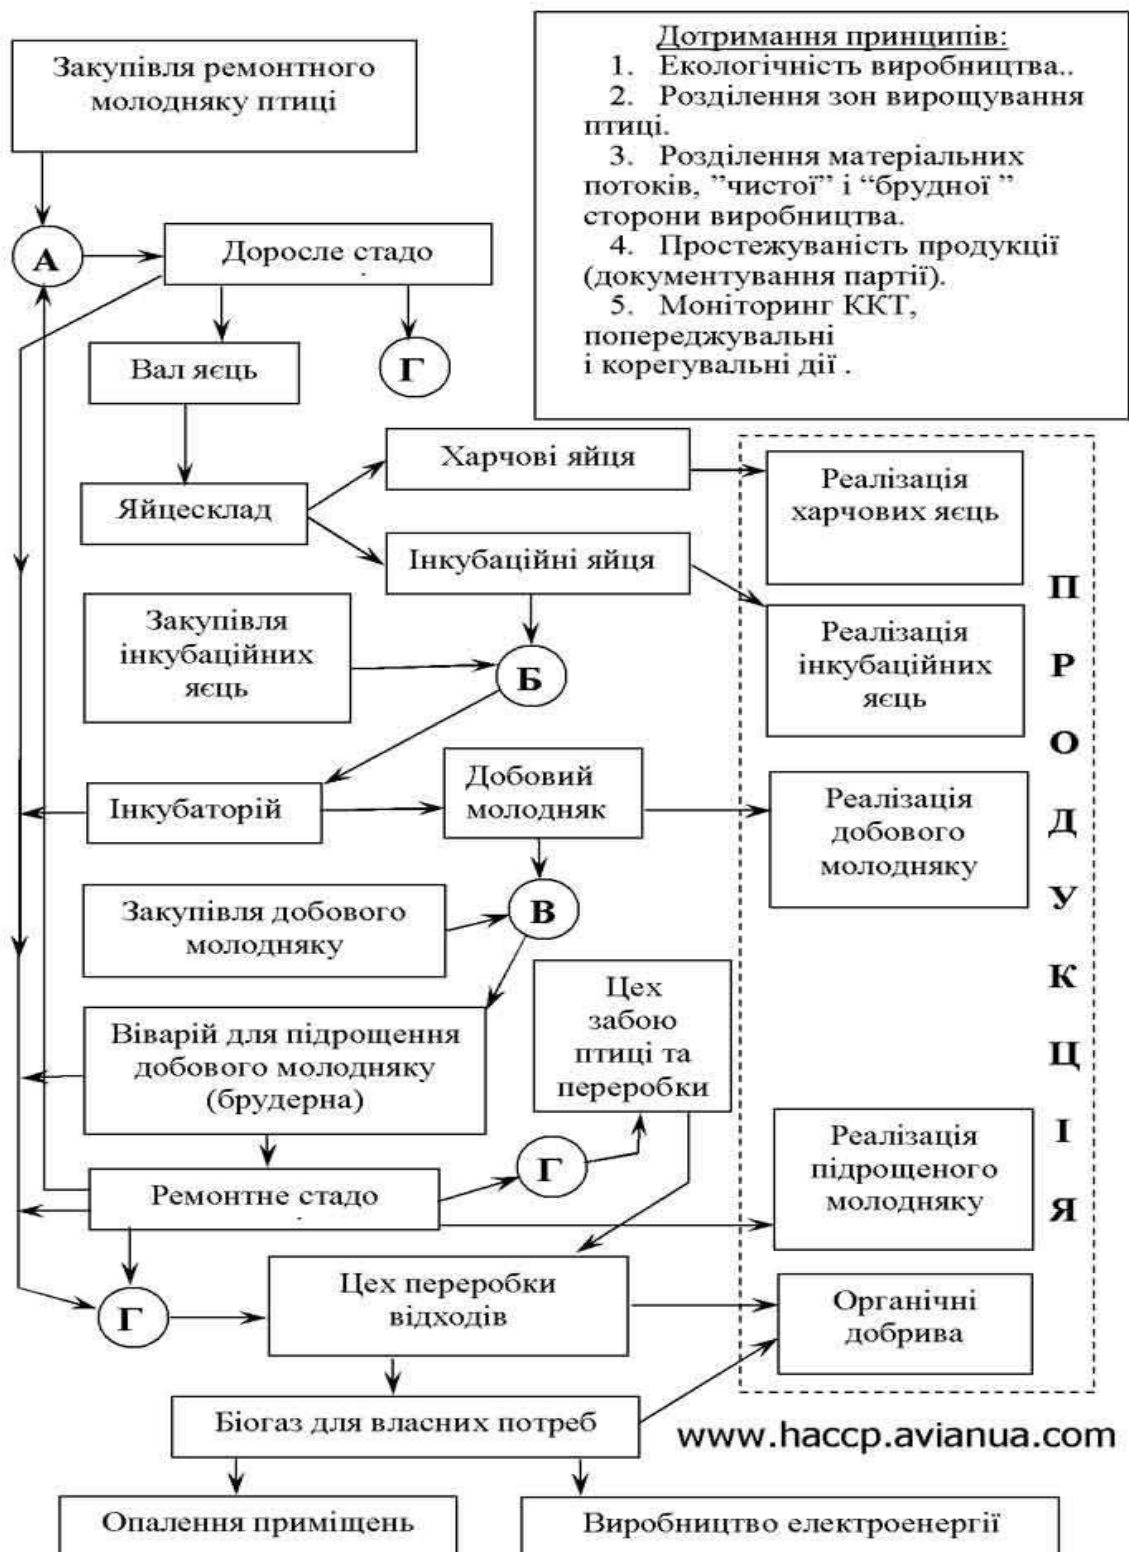 Закупівля ремонтного
молодняку птиці
Дотримання принципів:
1. Екологічність виробництва..
2. Розділення зон вирощування
птиці.
3. Розділення матеріальних
потоків, ”чистої” і “брудної ”
сторони виробництва.
4. Простежуваність продукції
(документування партії).
5. Моніторинг ККТ,
попереджувальні
і корегувальні дії .
А
Доросле стадо
Вал яєць
Г
Яйцесклад
Харчові яйця
Реалізація
харчових яєць
Інкубаційні яйця
Закупівля
інкубаційних
яєць
Б
Реалізація
інкубаційних
яєць
Інкубаторій
Добовий
молодняк
Реалізація
добового
молодняку
Закупівля добового
молодняку
В
Віварій для підрощення
добового молодняку
(брудерна)
Цех
забою
птиці та
переробки
Ремонтне стадо
Г
Реалізація
підрощеного
молодняку
Г
Цех переробки
відходів
Органічні
добрива
П
Р
О
Д
У
К
Ц
І
Я
Біогаз для власних потреб
www.haccp.avianua.com
Опалення приміщень
Виробництво електроенергії